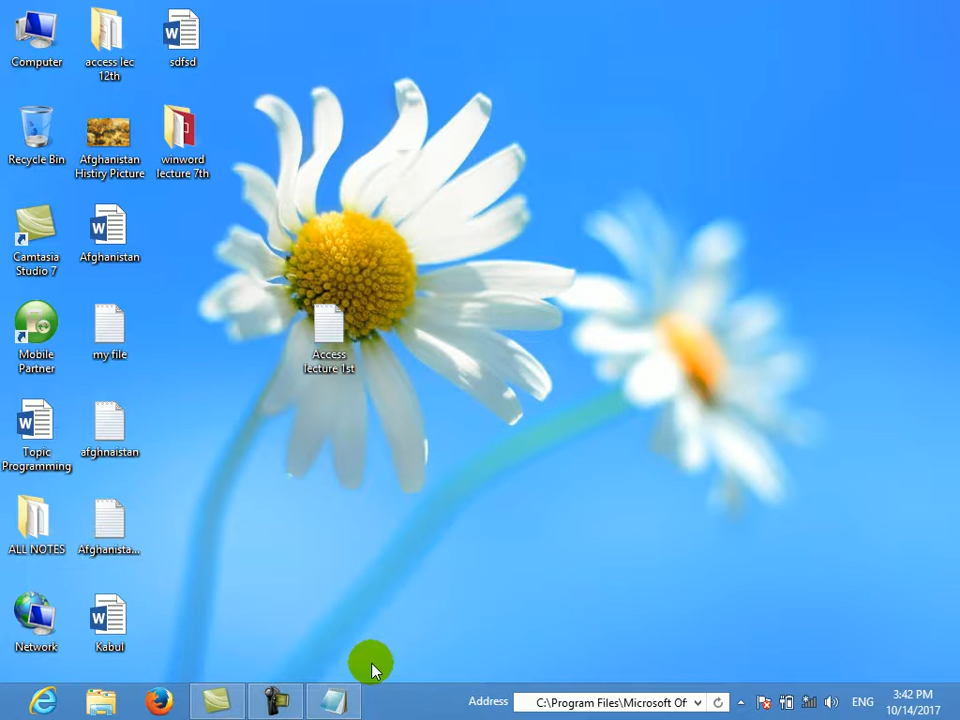 Computer
access lec
12th
sdfsd
Recycle Bin
Afghanistan
Histiry Picture
winword
lecture 7th
Camtasia
Studio 7
Afghanistan
Mobile
Partner
my file
Access
lecture 1st
Topic
Programming
afghnaistan
ALL NOTES
Afghanista...
Network
Kabul
Address
C:\Program Files\Microsoft Of
ENG
3:42 PM
10/14/2017